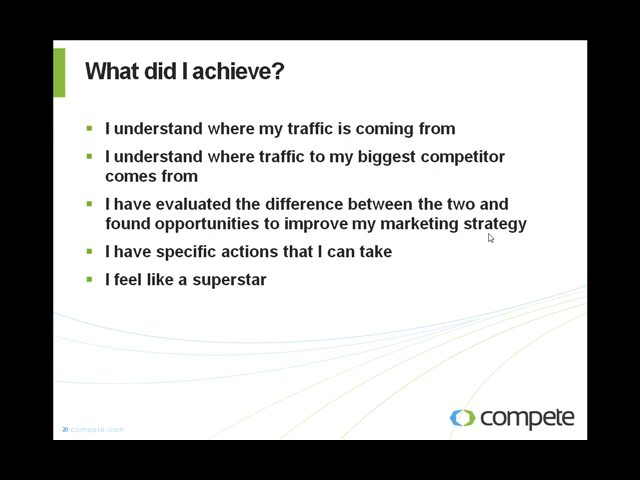 What did I achieve?
I understand where my traffic is coming from
I understand where traffic to my biggest competitor
comes from
I have evaluated the difference between the two and
found opportunities to improve my marketing strategy
I have specific actions that I can take
I feel like a superstar
compete
20 compete.com